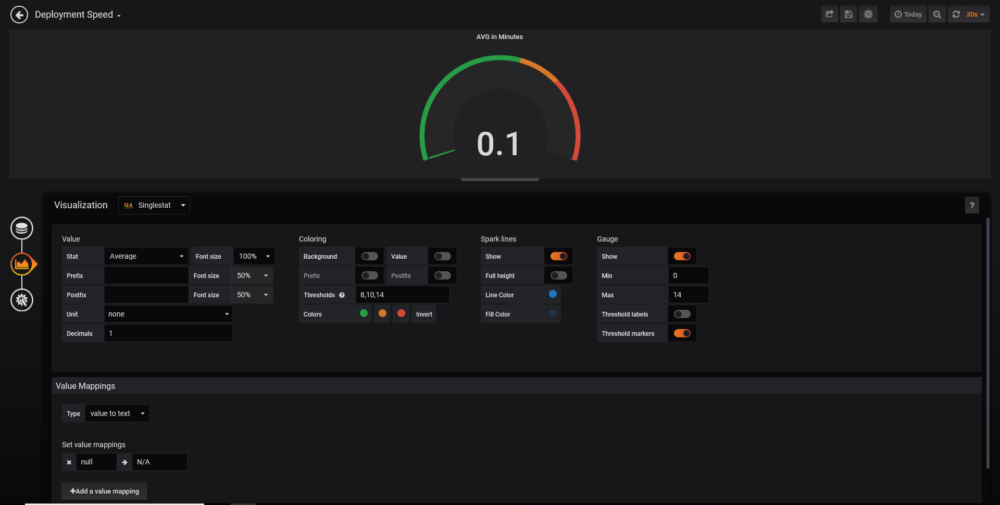 Deployment Speed
Today
30s
AVG in Minutes
0.1
Visualization
12.4 Singlestat
?
Value
Coloring
Spark lines
Gauge
Stat Average Font size 100%
Background Value
Show
Show
Prefix Font size 50%
Prefix Postfix
Full height
Min 0
Postfix Font size 50%
Thresholds ? 8,10,14
Line Color
Max 14
Unit none
Colors Invert
Fill Color
Threshold labels
Decimals 1
Threshold markers
Value Mappings
Type value to text
Set value mappings
null N/A
+Add a value mapping